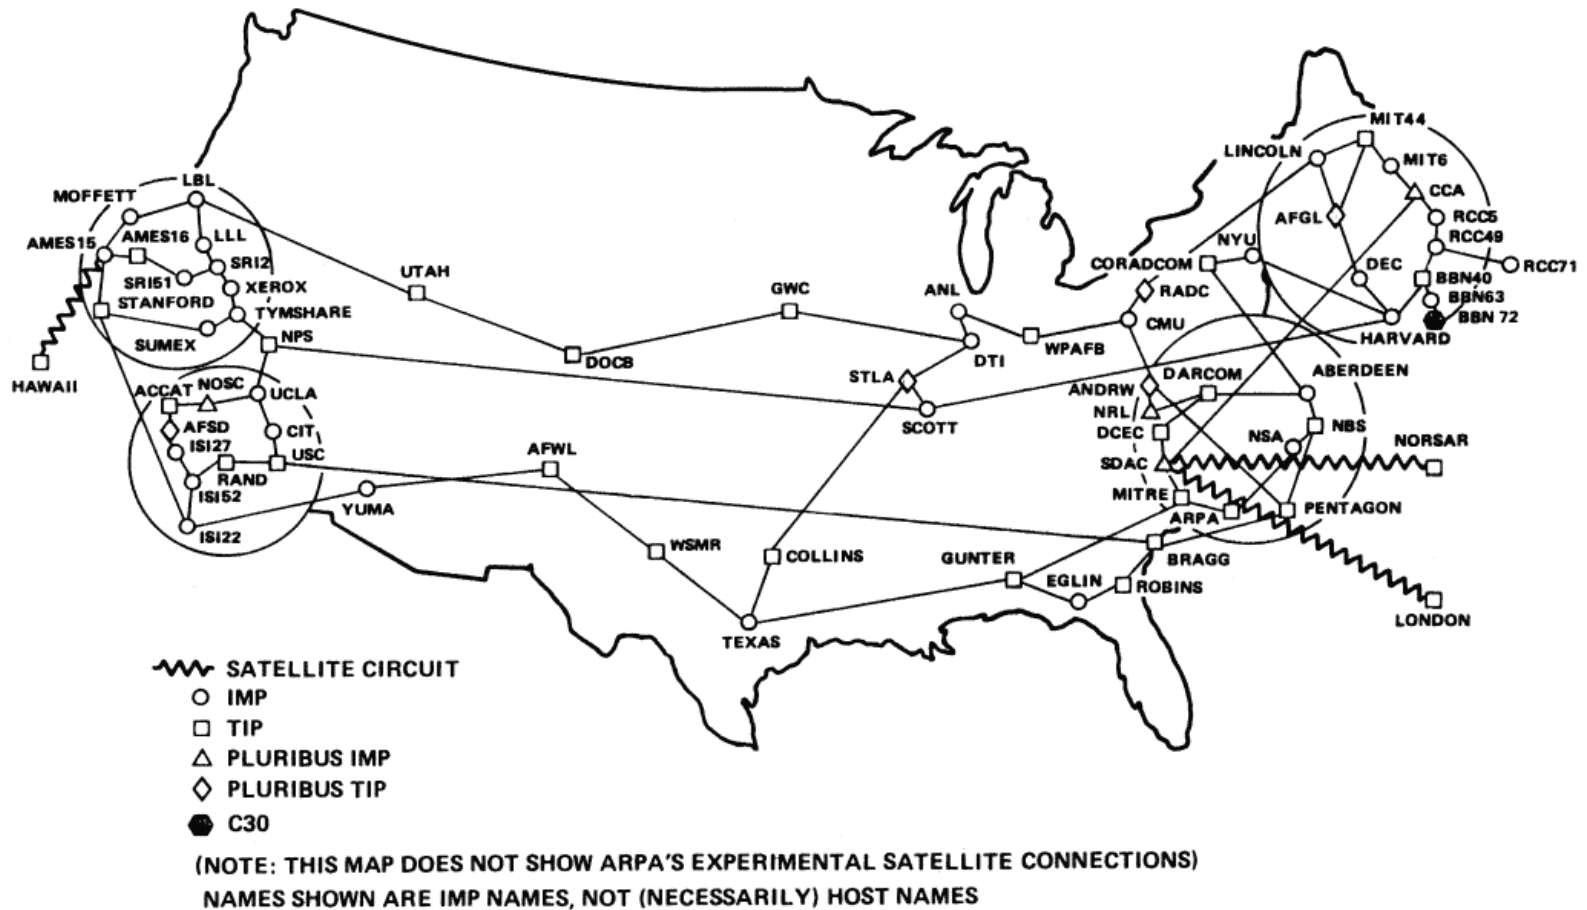 MIT44
LINCOLN
MIT6
CCA
AFGL
RCC5
RCC49
RCC71
DEC
BBN40
BBN63
BBN 72
HARVARD
NYU
CORADCOM
RADC
CMU
WPAFB
ANL
DTI
GWC
STLA
SCOTT
UTAH
DOCB
LBL
MOFFETT
AMES15
AMES16
LLL
SRI2
SRI51
XEROX
STANFORD
TYMSHARE
SUMEX
NPS
HAWAII
ACCAT
NOSC
UCLA
AFSD
CIT
ISI27
RAND
USC
ISI52
ISI22
YUMA
AFWL
WSMR
COLLINS
TEXAS
GUNTER
EGLIN
ROBINS
BRAGG
ANDRW
DARCOM
ABERDEEN
NRL
DCEC
NBS
NSA
SDAC
NORSAR
MITRE
ARPA
PENTAGON
LONDON
SATELLITE CIRCUIT
IMP
TIP
PLURIBUS IMP
PLURIBUS TIP
C30
(NOTE: THIS MAP DOES NOT SHOW ARPA'S EXPERIMENTAL SATELLITE CONNECTIONS)
NAMES SHOWN ARE IMP NAMES, NOT (NECESSARILY) HOST NAMES